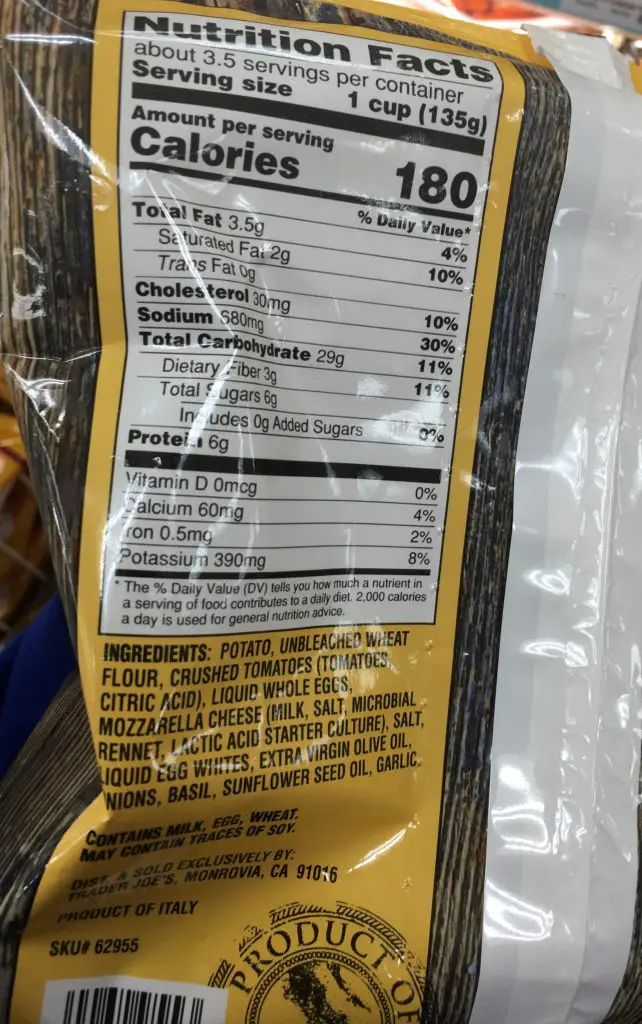 Nutrition Facts
about 3.5 servings per container
Serving size 1 cup (135g)
Amount per serving
Calories 180
% Daily Value*
Total Fat 3.5g 4%
Saturated Fat 2g 10%
Trans Fat 0g
Cholesterol 30mg 10%
Sodium 680mg 30%
Total Carbohydrate 29g 11%
Dietary Fiber 3g 11%
Total Sugars 6g
Includes 0g Added Sugars 0%
Protein 6g
Vitamin D 0mcg 0%
Calcium 60mg 4%
Iron 0.5mg 2%
Potassium 390mg 8%
* The % Daily Value (DV) tells you how much a nutrient in
a serving of food contributes to a daily diet. 2,000 calories
a day is used for general nutrition advice.
INGREDIENTS: POTATO, UNBLEACHED WHEAT
FLOUR, CRUSHED TOMATOES (TOMATOES,
CITRIC ACID), LIQUID WHOLE EGGS,
MOZZARELLA CHEESE (MILK, SALT, MICROBIAL
RENNET, LACTIC ACID STARTER CULTURE), SALT,
LIQUID EGG WHITES, EXTRA VIRGIN OLIVE OIL,
ONIONS, BASIL, SUNFLOWER SEED OIL, GARLIC.
CONTAINS MILK, EGG, WHEAT.
MAY CONTAIN TRACES OF SOY.
DIST. & SOLD EXCLUSIVELY BY:
TRADER JOE'S, MONROVIA, CA 91016
PRODUCT OF ITALY
SKU# 62955
PRODUCT OF